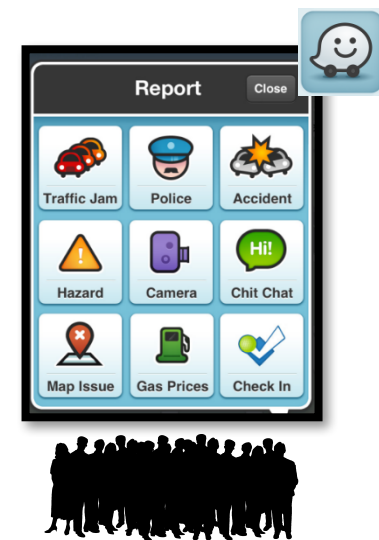 Report
Close
Traffic Jam
Police
Accident
Hi!
Hazard
Camera
Chit Chat
Map Issue
Gas Prices
Check In